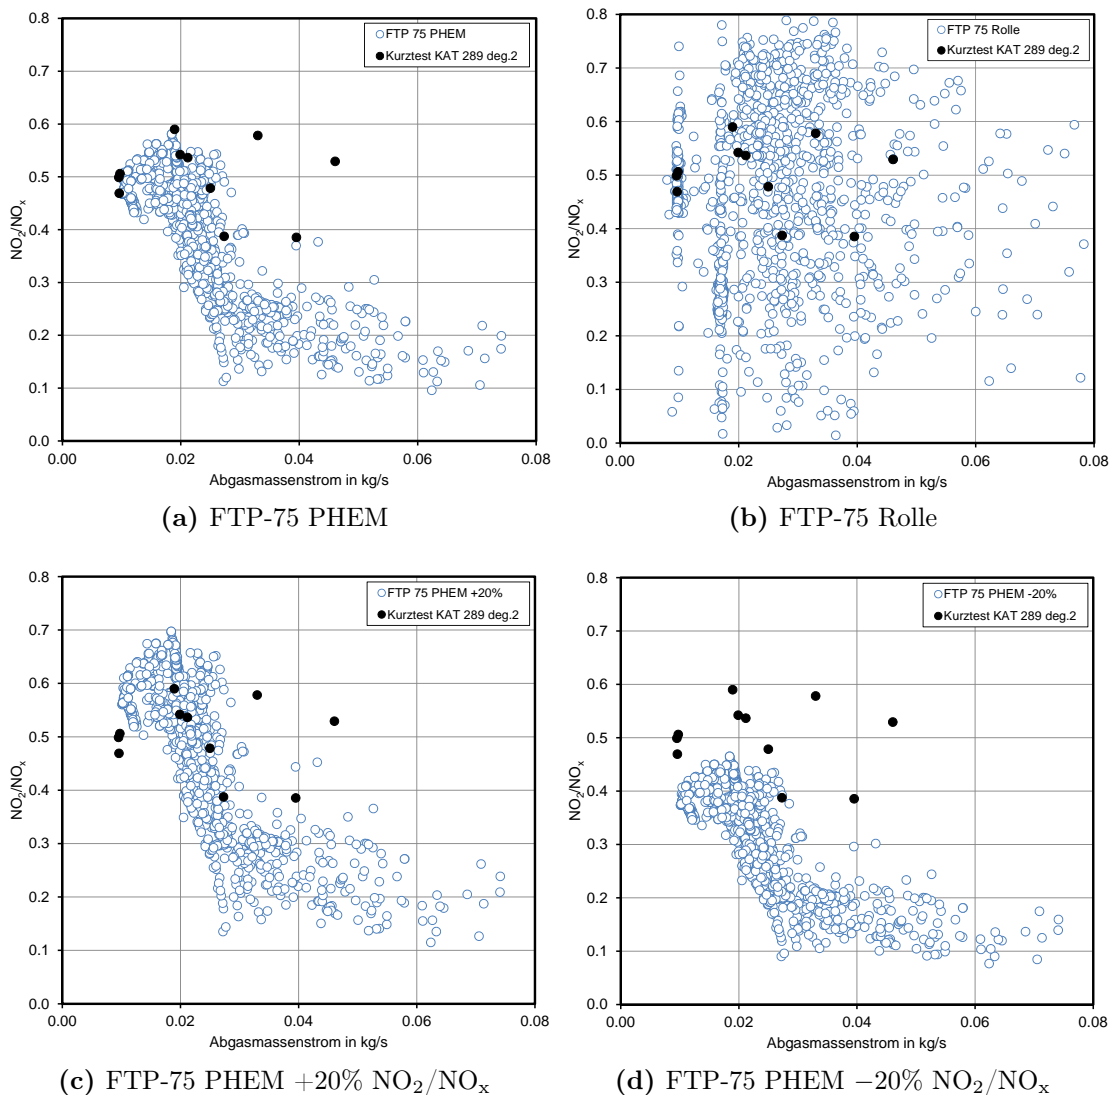 0.8
0.7
0.6
0.5
0.4
0.3
0.2
0.1
0.0
NO₂/NOₓ
FTP 75 PHEM
Kurztest KAT 289 deg.2
0.00 0.02 0.04 0.06 0.08
Abgasmassenstrom in kg/s
(a) FTP-75 PHEM
0.8
0.7
0.6
0.5
0.4
0.3
0.2
0.1
0.0
NO₂/NOₓ
FTP 75 Rolle
Kurztest KAT 289 deg.2
0.00 0.02 0.04 0.06 0.08
Abgasmassenstrom in kg/s
(b) FTP-75 Rolle
0.8
0.7
0.6
0.5
0.4
0.3
0.2
0.1
0.0
NO₂/NOₓ
FTP 75 PHEM +20%
Kurztest KAT 289 deg.2
0.00 0.02 0.04 0.06 0.08
Abgasmassenstrom in kg/s
(c) FTP-75 PHEM +20% NO₂/NOₓ
0.8
0.7
0.6
0.5
0.4
0.3
0.2
0.1
0.0
NO₂/NOₓ
FTP 75 PHEM -20%
Kurztest KAT 289 deg.2
0.00 0.02 0.04 0.06 0.08
Abgasmassenstrom in kg/s
(d) FTP-75 PHEM −20% NO₂/NOₓ